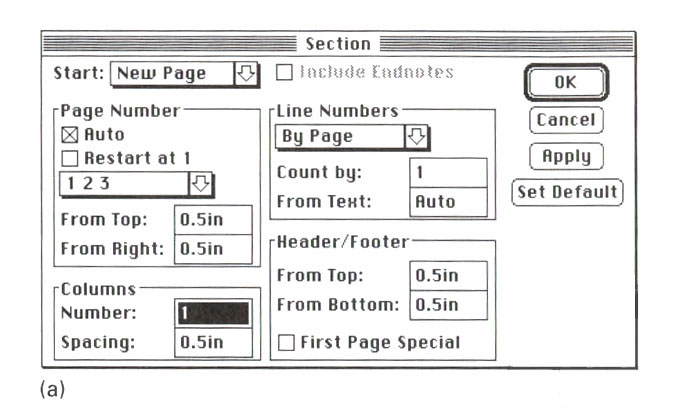 Section
Start: New Page
Include Endnotes
Page Number
Auto
Restart at 1
1 2 3
From Top: 0.5in
From Right: 0.5in
Columns
Number: 1
Spacing: 0.5in
Line Numbers
By Page
Count by: 1
From Text: Auto
Header/Footer
From Top: 0.5in
From Bottom: 0.5in
First Page Special
OK
Cancel
Apply
Set Default
(a)